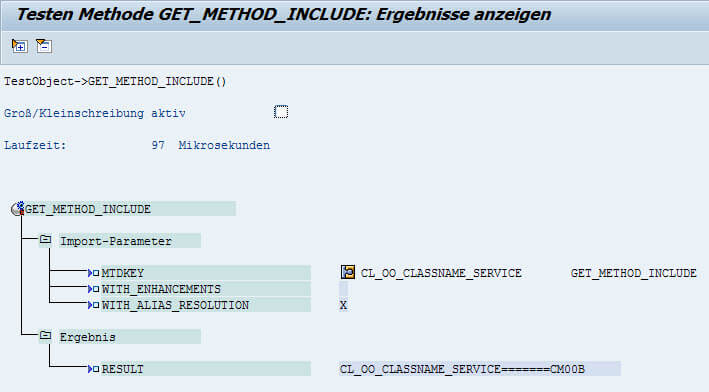 Testen Methode GET_METHOD_INCLUDE: Ergebnisse anzeigen
TestObject->GET_METHOD_INCLUDE()
Groß/Kleinschreibung aktiv
Laufzeit: 97 Mikrosekunden
GET_METHOD_INCLUDE
Import-Parameter
MTDKEY CL_OO_CLASSNAME_SERVICE GET_METHOD_INCLUDE
WITH_ENHANCEMENTS
WITH_ALIAS_RESOLUTION X
Ergebnis
RESULT CL_OO_CLASSNAME_SERVICE=======CM00B